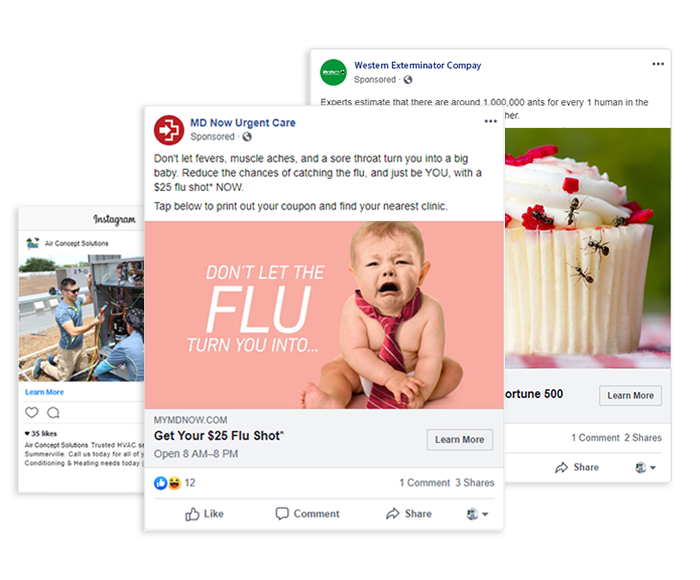 Western Exterminator Compay
Sponsored ·
Experts estimate that there are around 1,000,000 ants for every 1 human in the
her.
MD Now Urgent Care
Sponsored ·
Don't let fevers, muscle aches, and a sore throat turn you into a big
baby. Reduce the chances of catching the flu, and just be YOU, with a
$25 flu shot* NOW.
Tap below to print out your coupon and find your nearest clinic.
DON'T LET THE
FLU
TURN YOU INTO...
MYMDNOW.COM
Get Your $25 Flu Shot*
Open 8 AM–8 PM
Learn More
12
1 Comment 3 Shares
Like
Comment
Share
ortune 500
Learn More
1 Comment 2 Shares
Share
Instagram
Air Concept Solutions
Learn More
35 likes
Air Concept Solutions Trusted HVAC se
Summerville. Call us today for all of y
Conditioning & Heating needs today (